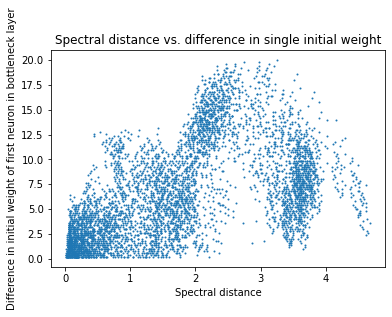 Spectral distance vs. difference in single initial weight
Difference in initial weight of first neuron in bottleneck layer
20.0
17.5
15.0
12.5
10.0
7.5
5.0
2.5
0.0
0 1 2 3 4
Spectral distance